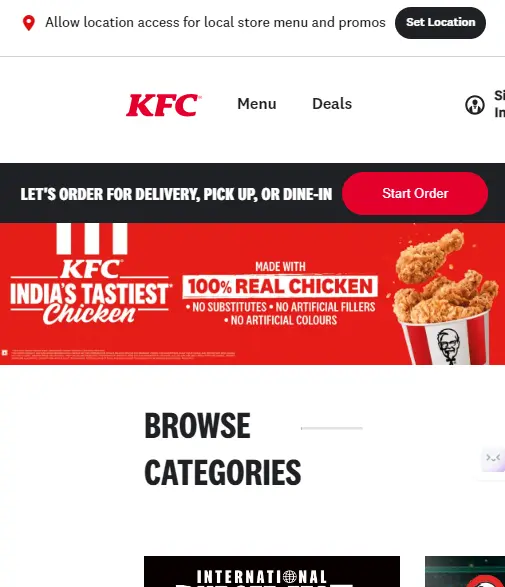 Allow location access for local store menu and promos
Set Location
KFC
Menu
Deals
Si
In
LET'S ORDER FOR DELIVERY, PICK UP, OR DINE-IN
Start Order
KFC
INDIA'S TASTIEST*
Chicken
MADE WITH
100% REAL CHICKEN
• NO SUBSTITUTES • NO ARTIFICIAL FILLERS
• NO ARTIFICIAL COLOURS
BROWSE
CATEGORIES
INTERNATIONAL